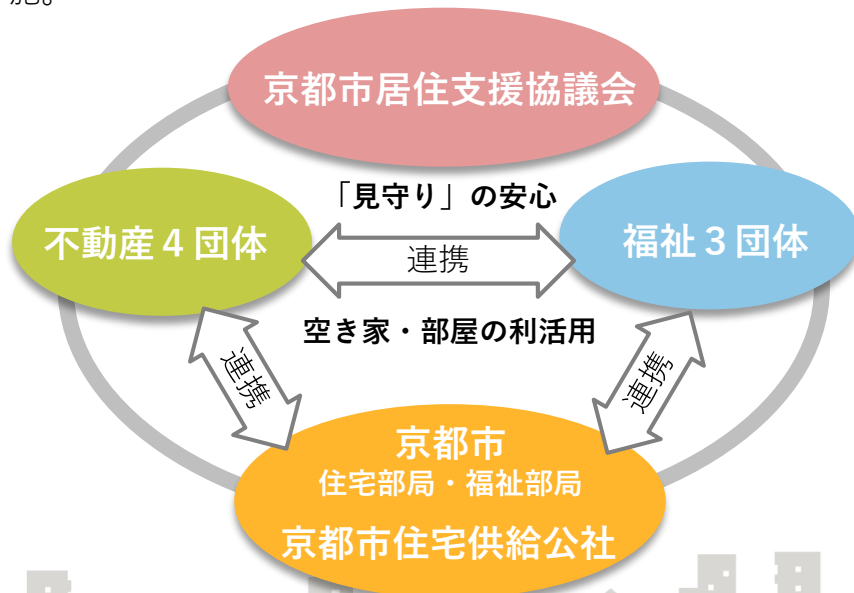 能。
京都市居住支援協議会
「見守り」の安心
不動産４団体
連携
福祉３団体
空き家・部屋の利活用
連携
連携
京都市
住宅部局・福祉部局
京都市住宅供給公社